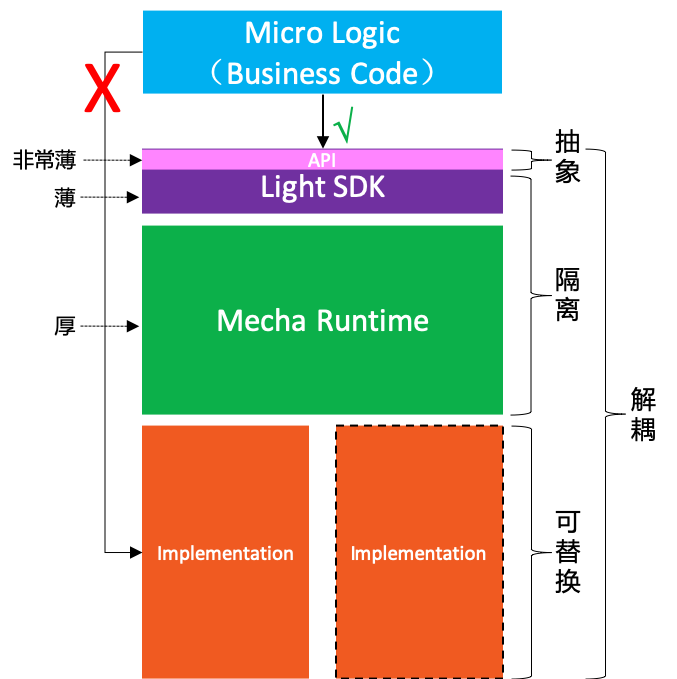 Micro Logic
（Business Code）
X
√
非常薄
API
抽
象
薄
Light SDK
隔
离
厚
Mecha Runtime
解
耦
Implementation
Implementation
可
替
换